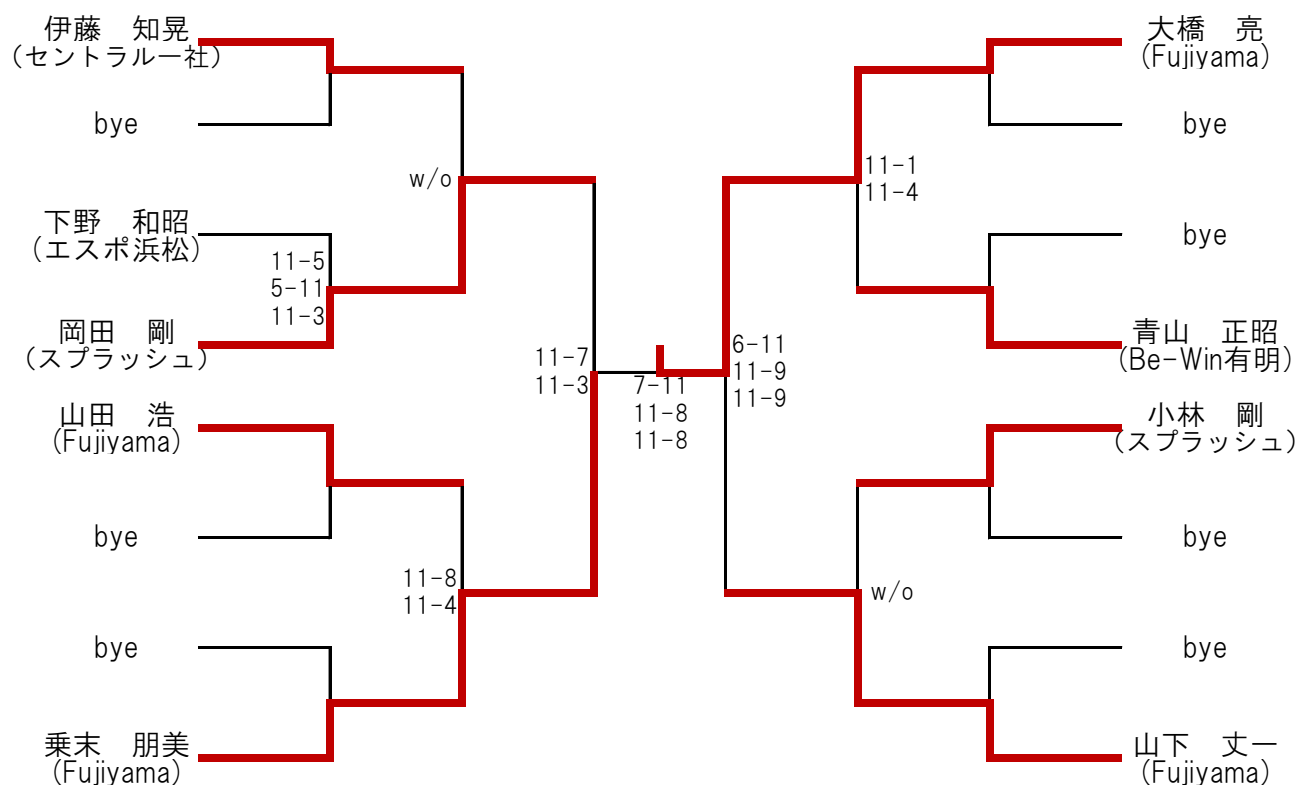 伊藤　知晃
(セントラル一社)
bye
w/o
下野　和昭
(エスポ浜松)
11-5
5-11
11-3
岡田　剛
(スプラッシュ)
11-7
11-3
山田　浩
(Fujiyama)
bye
11-8
11-4
bye
乗末　朋美
(Fujiyama)
7-11
11-8
11-8
大橋　亮
(Fujiyama)
bye
11-1
11-4
bye
青山　正昭
(Be-Win有明)
6-11
11-9
11-9
小林　剛
(スプラッシュ)
bye
w/o
bye
山下　丈一
(Fujiyama)